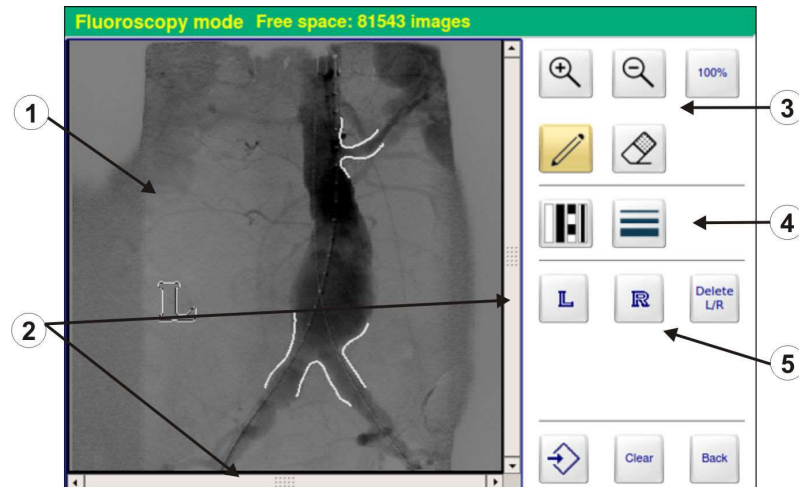 Fluoroscopy mode Free space: 81543 images
1
100%
3
4
L
L
R
Delete
L/R
2
5
Clear
Back